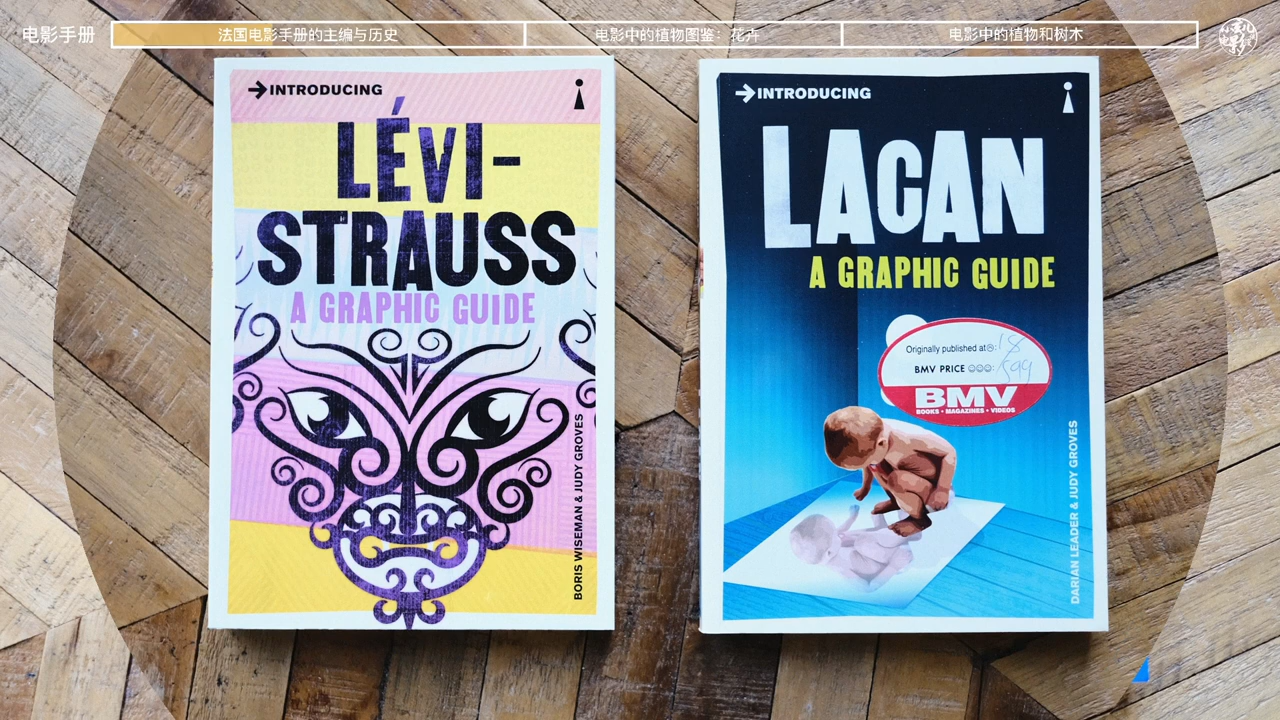 电影手册
法国电影手册的主编与历史
电影中的植物图鉴：花卉
电影中的植物和树木
INTRODUCING
LÉVI-
STRAUSS
A GRAPHIC GUIDE
BORIS WISEMAN & JUDY GROVES
INTRODUCING
LACAN
A GRAPHIC GUIDE
Originally published at
BMV PRICE
BMV
BOOKS • MAGAZINES • VIDEOS
DARIAN LEADER & JUDY GROVES